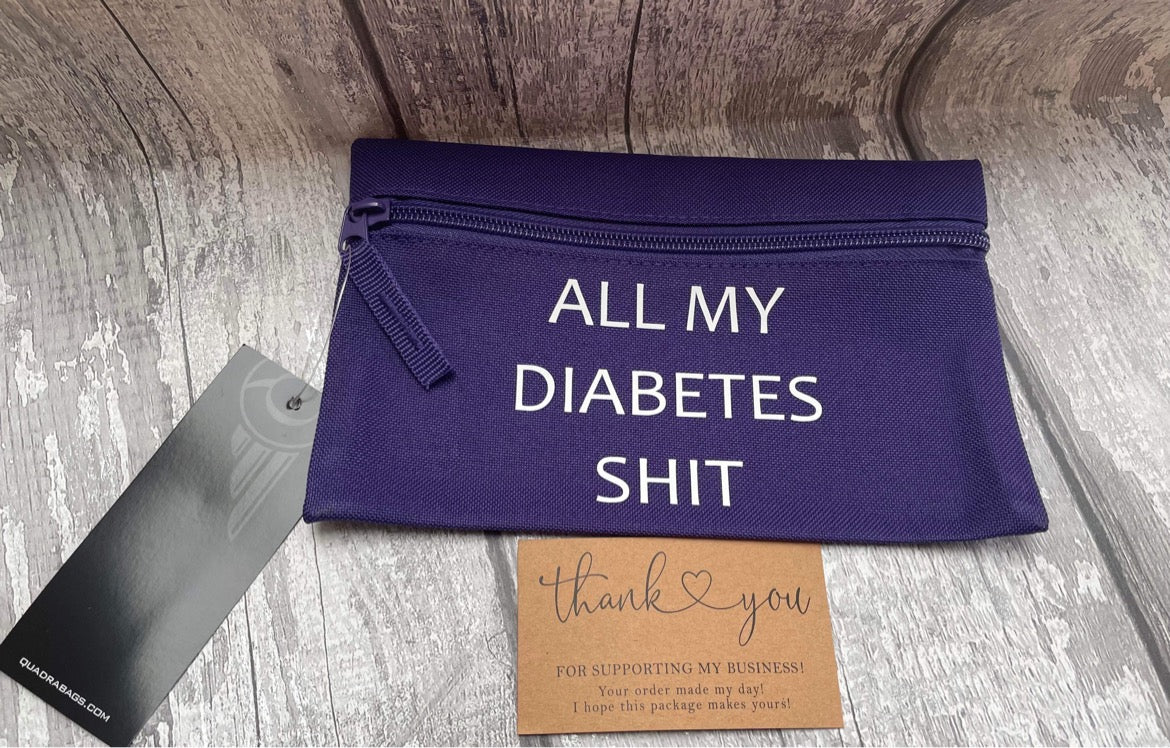 ALL MY
DIABETES
SHIT
QUADRABAGS.COM
thank you
FOR SUPPORTING MY BUSINESS!
Your order made my day!
I hope this package makes yours!